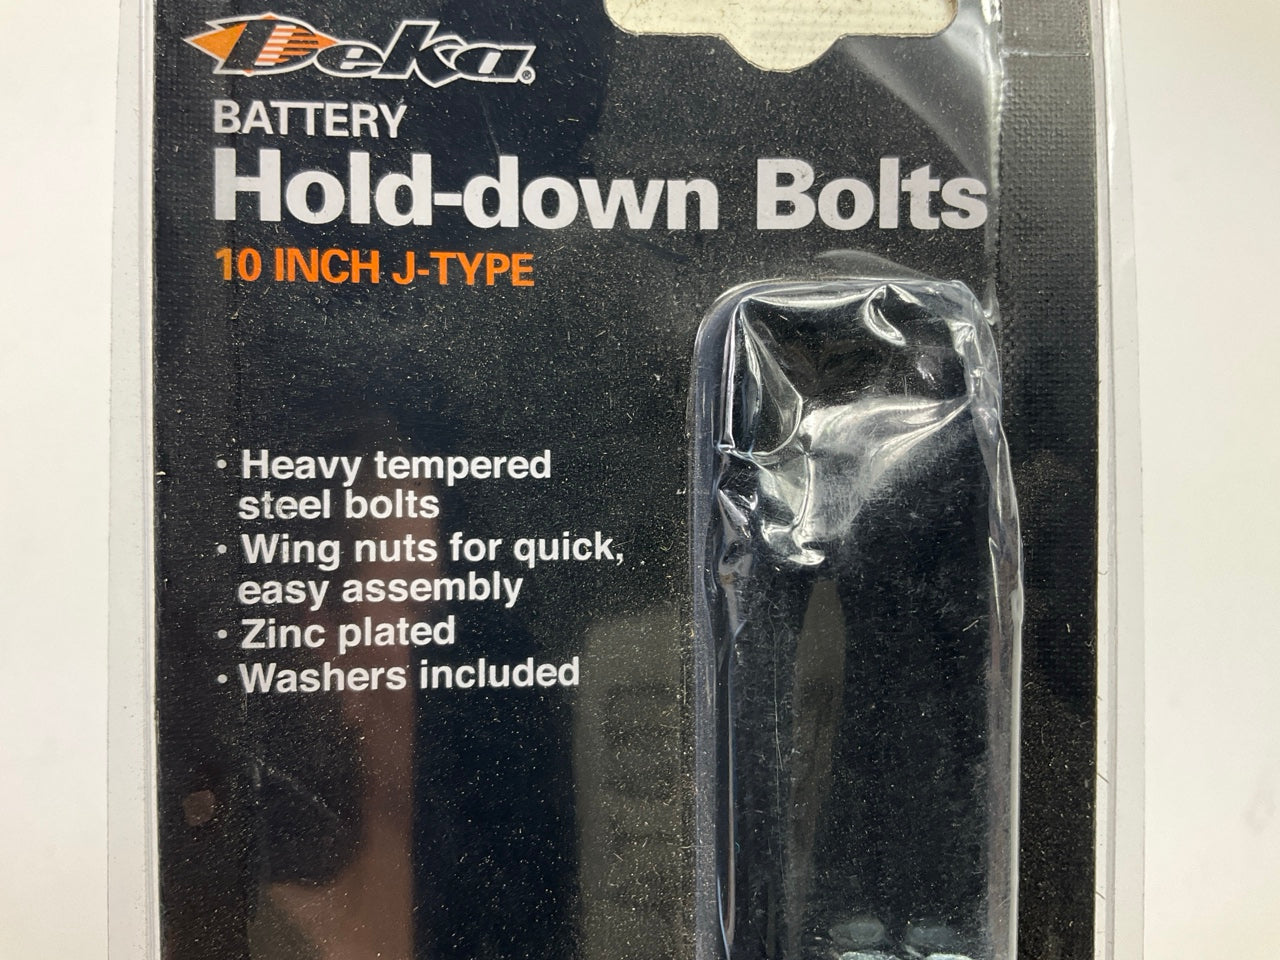 Deka®
BATTERY
Hold-down Bolts
10 INCH J-TYPE
• Heavy tempered
steel bolts
• Wing nuts for quick,
easy assembly
• Zinc plated
• Washers included